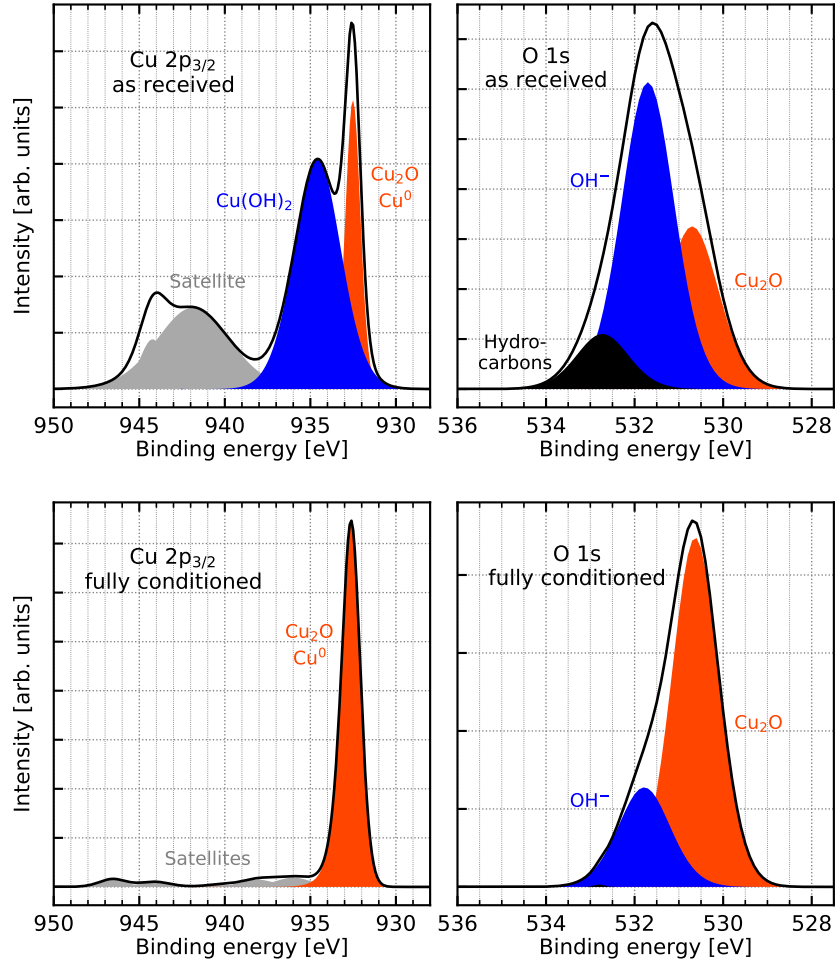 Cu 2p₃/₂
as received
Cu₂O
Cu⁰
Cu(OH)₂
Satellite
Intensity [arb. units]
950 945 940 935 930
Binding energy [eV]
O 1s
as received
OH⁻
Cu₂O
Hydro-
carbons
536 534 532 530 528
Binding energy [eV]
Cu 2p₃/₂
fully conditioned
Cu₂O
Cu⁰
Satellites
Intensity [arb. units]
950 945 940 935 930
Binding energy [eV]
O 1s
fully conditioned
Cu₂O
OH⁻
536 534 532 530 528
Binding energy [eV]